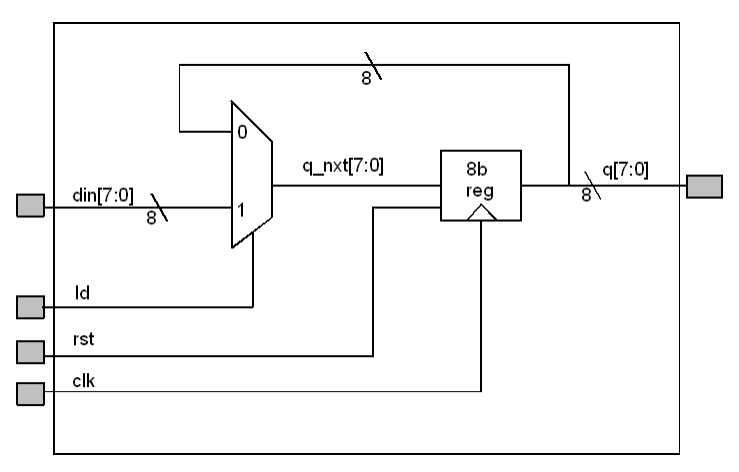 8
0
q_nxt[7:0]
8b
reg
q[7:0]
8
din[7:0]
8
1
ld
rst
clk